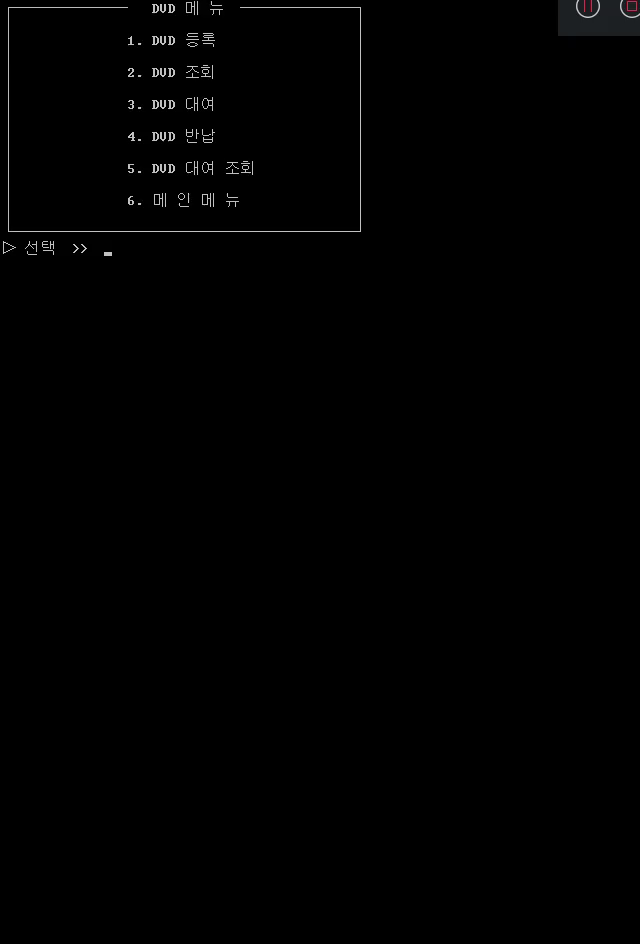 DVD 메 뉴
1. DVD 등록
2. DVD 조회
3. DVD 대여
4. DVD 반납
5. DVD 대여 조회
6. 메 인 메 뉴
▷ 선택 >>